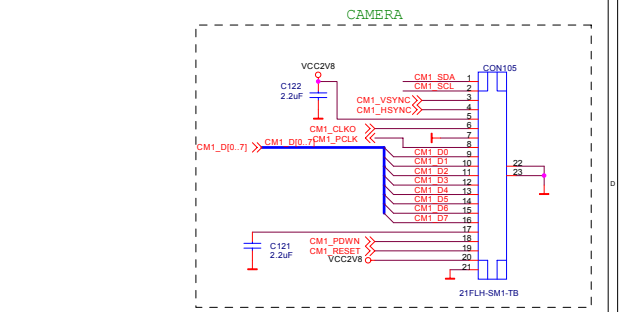 CAMERA
VCC2V8
C122
2.2uF
CON105
CM1_SDA 1
CM1_SCL 2
CM1_VSYNC 3
CM1_HSYNC 4
5
CM1_CLKO 6
CM1_PCLK 7
CM1_D[0..7] CM1_D[0..7] 8
CM1_D0 9
CM1_D1 10
CM1_D2 11
CM1_D3 12
CM1_D4 13
CM1_D5 14
CM1_D6 15
CM1_D7 16
22
23
D
17
C121
2.2uF
CM1_PDWN 18
CM1_RESET 19
VCC2V8 20
21
21FLH-SM1-TB